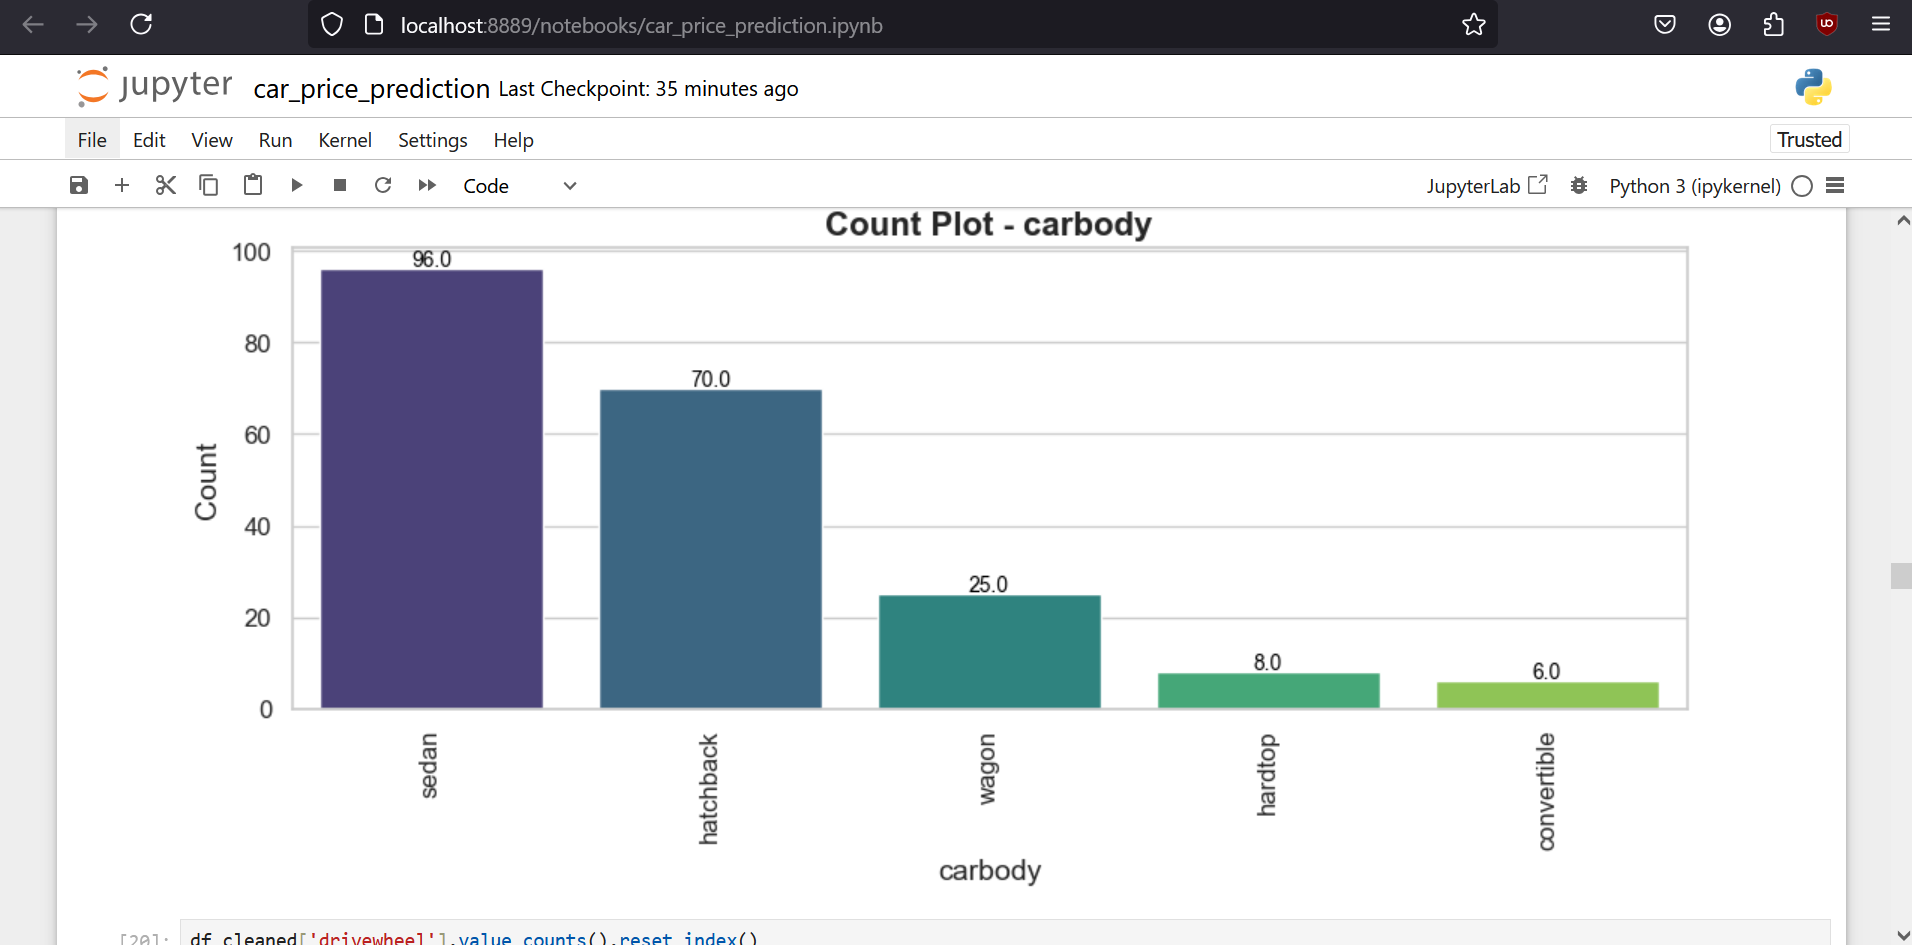 localhost:8889/notebooks/car_price_prediction.ipynb
jupyter car_price_prediction Last Checkpoint: 35 minutes ago
File Edit View Run Kernel Settings Help Trusted
Code JupyterLab Python 3 (ipykernel)
Count Plot - carbody
100
80
60
40
20
0
Count
96.0
70.0
25.0
8.0
6.0
sedan
hatchback
wagon
hardtop
convertible
carbody
[20]: df_cleaned['drivewheel'].value_counts().reset_index()